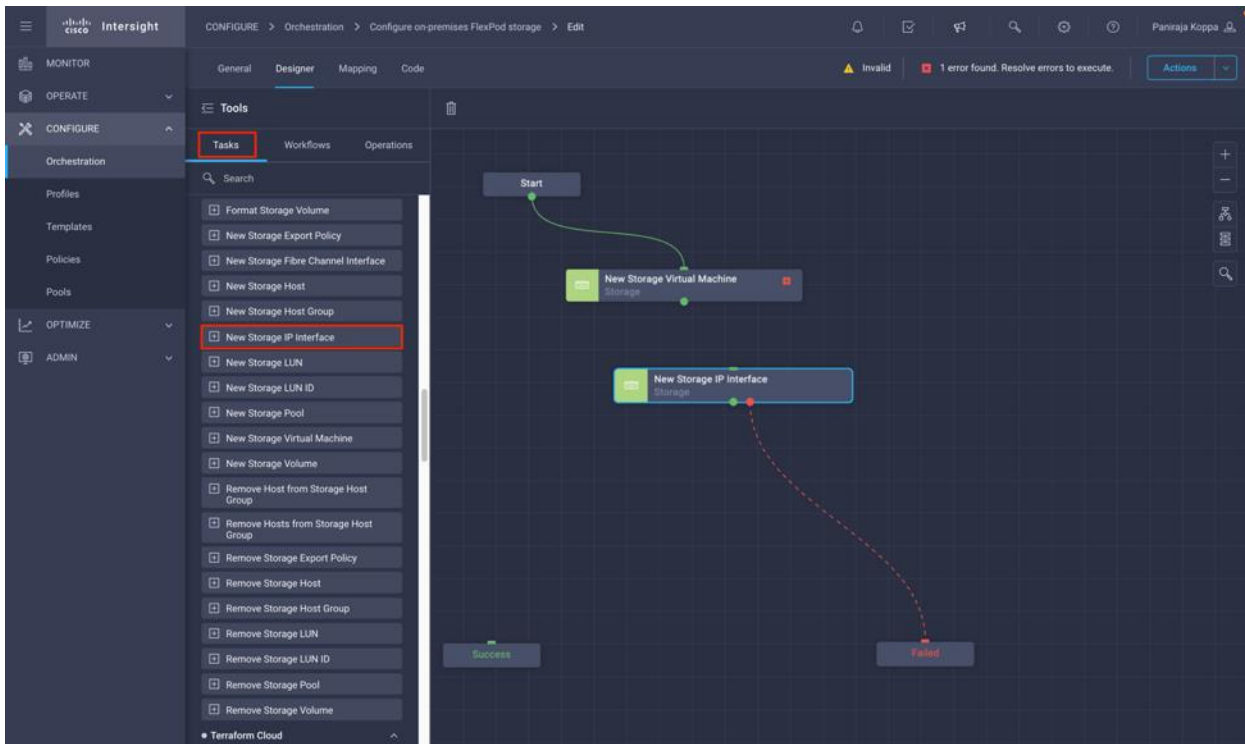 CISCO Intersight
CONFIGURE > Orchestration > Configure on-premises FlexPod storage > Edit
Paniraja Koppa
MONITOR
OPERATE
CONFIGURE
Orchestration
Profiles
Templates
Policies
Pools
OPTIMIZE
ADMIN
General Designer Mapping Code
Invalid
1 error found. Resolve errors to execute.
Actions
Tools
Tasks Workflows Operations
Search
Format Storage Volume
New Storage Export Policy
New Storage Fibre Channel Interface
New Storage Host
New Storage Host Group
New Storage IP Interface
New Storage LUN
New Storage LUN ID
New Storage Pool
New Storage Virtual Machine
New Storage Volume
Remove Host from Storage Host
Group
Remove Hosts from Storage Host
Group
Remove Storage Export Policy
Remove Storage Host
Remove Storage Host Group
Remove Storage LUN
Remove Storage LUN ID
Remove Storage Pool
Remove Storage Volume
Terraform Cloud
Start
New Storage Virtual Machine
Storage
New Storage IP Interface
Storage
Success
Failed